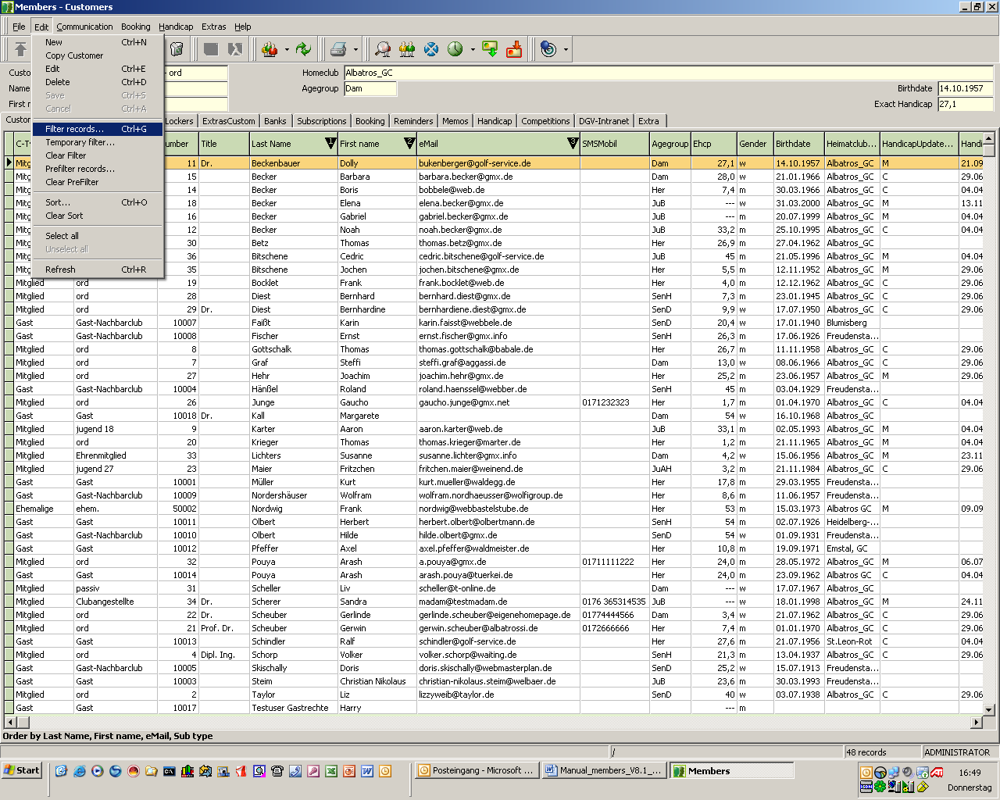 Members - Customers
File Edit Communication Booking Handicap Extras Help
New Ctrl+N
Copy Customer
Edit Ctrl+E
Delete Ctrl+D
Save Ctrl+S
Cancel Ctrl+A
Filter records... Ctrl+G
Temporary filter...
Clear Filter
Prefilter records...
Clear PreFilter
Sort... Ctrl+O
Clear Sort
Select all
Unselect all
Refresh Ctrl+R
Custo - ord Homeclub Albatros_GC
Name Agegroup Dam Birthdate 14.10.1957
First n Exact Handicap 27,1
Custom Lockers ExtrasCustom Banks Subscriptions Booking Reminders Memos Handicap Competitions DGV-Intranet Extra
C-Ty umber Title Last Name 1 First name 2 eMail 3 SMSMobil Agegroup Ehcp Gender Birthdate Heimatclub... HandicapUpdate... Handi
Mitg 11 Dr. Beckenbauer Dolly bukenberger@golf-service.de Dam 27,1 w 14.10.1957 Albatros_GC M 21.09
Mitg 15 Becker Barbara barbara.becker@gmx.de Dam 28,0 w 21.01.1966 Albatros_GC C 29.06
Mitg 14 Becker Boris bobbele@web.de Her 7,4 m 30.03.1966 Albatros_GC C 04.04
Mitg 18 Becker Elena elena.becker@gmx.de JuB --- w 31.03.2000 Albatros_GC M 13.11
Mitg 16 Becker Gabriel gabriel.becker@gmx.de JuB --- m 20.07.1999 Albatros_GC M 04.04
Mitg 12 Becker Noah noah.becker@gmx.de JuB 33,2 m 25.10.1995 Albatros_GC C 04.04
Mitg 30 Betz Thomas thomas.betz@gmx.de Her 26,9 m 27.04.1962 Albatros_GC
Mitg 36 Bitschene Cedric cedric.bitschene@golf-service.de JuB 45 m 21.05.1996 Albatros_GC M 04.04
Mitg 35 Bitschene Jochen jochen.bitschene@gmx.de Her 5,5 m 12.11.1952 Albatros_GC M 29.06
Mitglied ord 19 Bocklet Frank frank.bocklet@web.de Her 4,0 m 12.12.1962 Albatros_GC C 29.06
Mitglied ord 28 Diest Bernhard bernhard.diest@gmx.de SenH 7,3 m 23.01.1945 Albatros_GC C 29.06
Mitglied ord 29 Dr. Diest Bernhardine bernhardiene.diest@gmx.de SenD 9,9 w 17.07.1950 Albatros_GC C 29.06
Gast Gast-Nachbarclub 10007 Faißt Karin karin.faisst@webbele.de SenD 20,4 w 17.01.1940 Blumisberg
Gast Gast-Nachbarclub 10008 Fischer Ernst ernst.fischer@gmx.info SenH 26,3 m 17.06.1926 Freudensta...
Mitglied ord 8 Gottschalk Thomas thomas.gottschalk@babale.de Her 26,7 m 11.11.1958 Albatros_GC C 29.06
Mitglied ord 7 Graf Steffi steffi.graf@aggassi.de Dam 13,0 w 08.06.1966 Albatros_GC C 29.06
Mitglied ord 27 Hehr Joachim joachim.hehr@gmx.de Her 25,2 m 23.06.1957 Albatros_GC M 29.06
Gast Gast-Nachbarclub 10004 Hänßel Roland roland.haenssel@webber.de SenH 45 m 03.04.1929 Freudensta...
Mitglied ord 26 Junge Gaucho gaucho.junge@gmx.net 0171232323 Her 1,7 m 01.04.1970 Albatros_GC C 04.04
Gast Gast 10018 Dr. Kall Margarete Dam 54 w 16.10.1968 Albatros_GC
Mitglied jugend 18 9 Karter Aaron aaron.karter@web.de JuB 33,1 m 02.05.1993 Albatros_GC M 04.04
Mitglied ord 20 Krieger Thomas thomas.krieger@marter.de Her 1,2 m 21.11.1965 Albatros_GC M 04.04
Mitglied Ehrenmitglied 33 Lichters Susanne susanne.lichter@gmx.info Dam 4,2 w 15.06.1956 Albatros_GC M 23.11
Mitglied jugend 27 23 Maier Fritzchen fritchen.maier@weinend.de JuAH 3,2 m 21.11.1984 Albatros_GC C 29.06
Gast Gast 10001 Müller Kurt kurt.mueller@waldegg.de Her 17,8 m 29.03.1955 Freudensta...
Gast Gast-Nachbarclub 10009 Nordershäuser Wolfram wolfram.nordhaeusser@wolfigroup.de Her 8,6 m 11.06.1957 Freudensta...
Ehemalige ehem. 50002 Nordwig Frank nordwig@webbastelstube.de Her 53 m 15.03.1973 Albatros GC M 09.09
Gast Gast 10011 Olbert Herbert herbert.olbert@olbertmann.de SenH 54 m 02.07.1926 Heidelberg-...
Gast Gast-Nachbarclub 10010 Olbert Hilde hilde.olbert@gmx.de SenD 54 w 01.09.1931 Freudensta...
Gast Gast 10012 Pfeffer Axel axel.pfeffer@waldmeister.de Her 10,8 m 19.09.1971 Emstal, GC
Mitglied ord 32 Pouya Arash a.pouya@gmx.de 01711111222 Her 24,0 m 28.05.1972 Albatros_GC M 06.07
Gast Gast 10014 Pouya Arash arash.pouya@tuerkei.de Her 24,0 m 23.09.1962 Albatros GC C 04.04
Mitglied passiv 31 Scheller Liv scheller@t-online.de Dam --- w 17.07.1967 Albatros_GC
Mitglied Clubangestellte 34 Dr. Scherer Sandra madam@testmadam.de 0176 365314535 JuB --- w 18.01.1998 Albatros_GC M 24.11
Mitglied ord 22 Dr. Scheuber Gerlinde gerlinde.scheuber@eigenehomepage.de 01774444566 Dam 3,4 w 21.07.1962 Albatros_GC C 29.06
Mitglied ord 21 Prof. Dr. Scheuber Gerwin gerwin.scheuber@albatrossi.de 0172666666 Her 7,4 m 01.01.1970 Albatros_GC C 04.04
Gast Gast 10013 Schindler Ralf schindler@golf-service.de Her 27,6 m 21.07.1956 St.Leon-Rot C 04.04
Mitglied ord 4 Dipl. Ing. Schorp Volker volker.schorp@waiting.de SenH 21,3 m 13.04.1937 Albatros_GC C 29.06
Gast Gast-Nachbarclub 10005 Skischally Doris doris.skischally@webmasterplan.de SenD 25,2 w 15.07.1913 Freudensta...
Gast Gast 10003 Steim Christian Nikolaus christian-nikolaus.steim@welbaer.de JuB 23,6 m 30.03.1993 Freudensta...
Mitglied ord 2 Taylor Liz lizzyweib@taylor.de SenD 40 w 03.07.1938 Albatros_GC C 29.06
Gast Gast 10017 Testuser Gastrechte Harry --- m
Order by Last Name, First name, eMail, Sub type
/ 48 records ADMINISTRATOR
Start Posteingang - Microsoft ... Manual_members_V8.1_... Members 16:49
Donnerstag